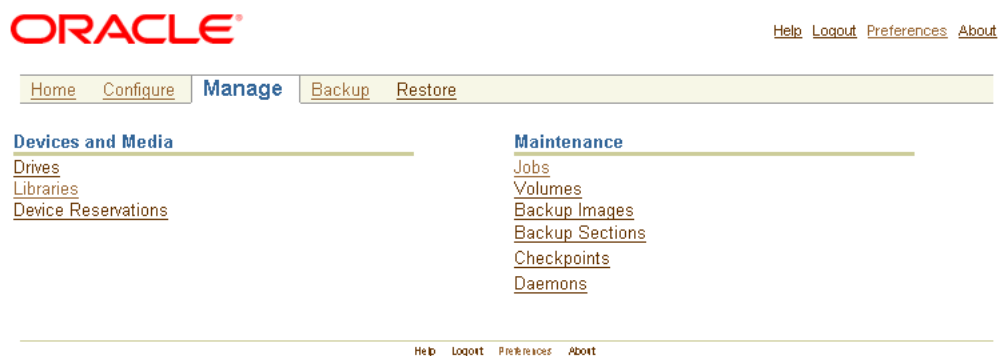 ORACLE
Help Logout Preferences About
Home Configure Manage Backup Restore
Devices and Media
Drives
Libraries
Device Reservations
Maintenance
Jobs
Volumes
Backup Images
Backup Sections
Checkpoints
Daemons
Help Logout Preferences About